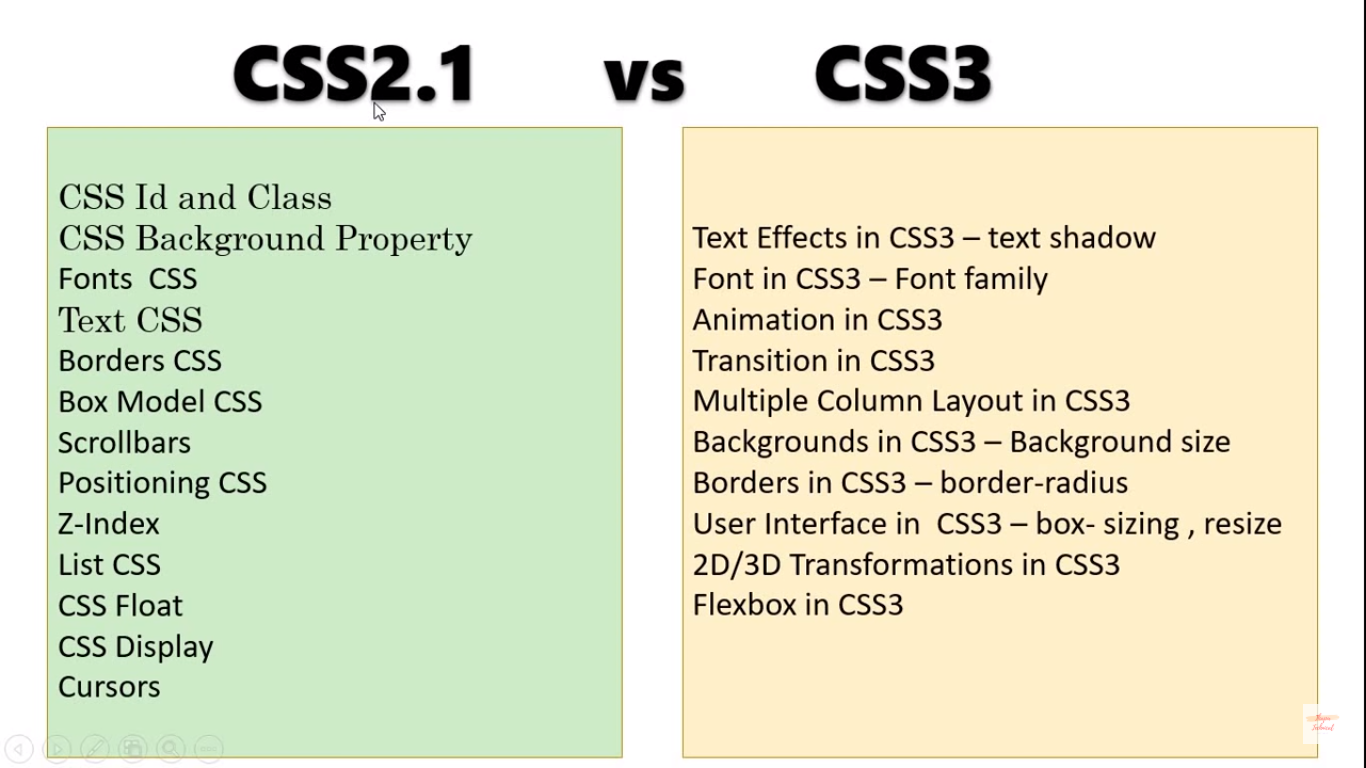 CSS2.1 vs CSS3
CSS Id and Class
CSS Background Property
Fonts CSS
Text CSS
Borders CSS
Box Model CSS
Scrollbars
Positioning CSS
Z-Index
List CSS
CSS Float
CSS Display
Cursors
Text Effects in CSS3 – text shadow
Font in CSS3 – Font family
Animation in CSS3
Transition in CSS3
Multiple Column Layout in CSS3
Backgrounds in CSS3 – Background size
Borders in CSS3 – border-radius
User Interface in CSS3 – box- sizing , resize
2D/3D Transformations in CSS3
Flexbox in CSS3